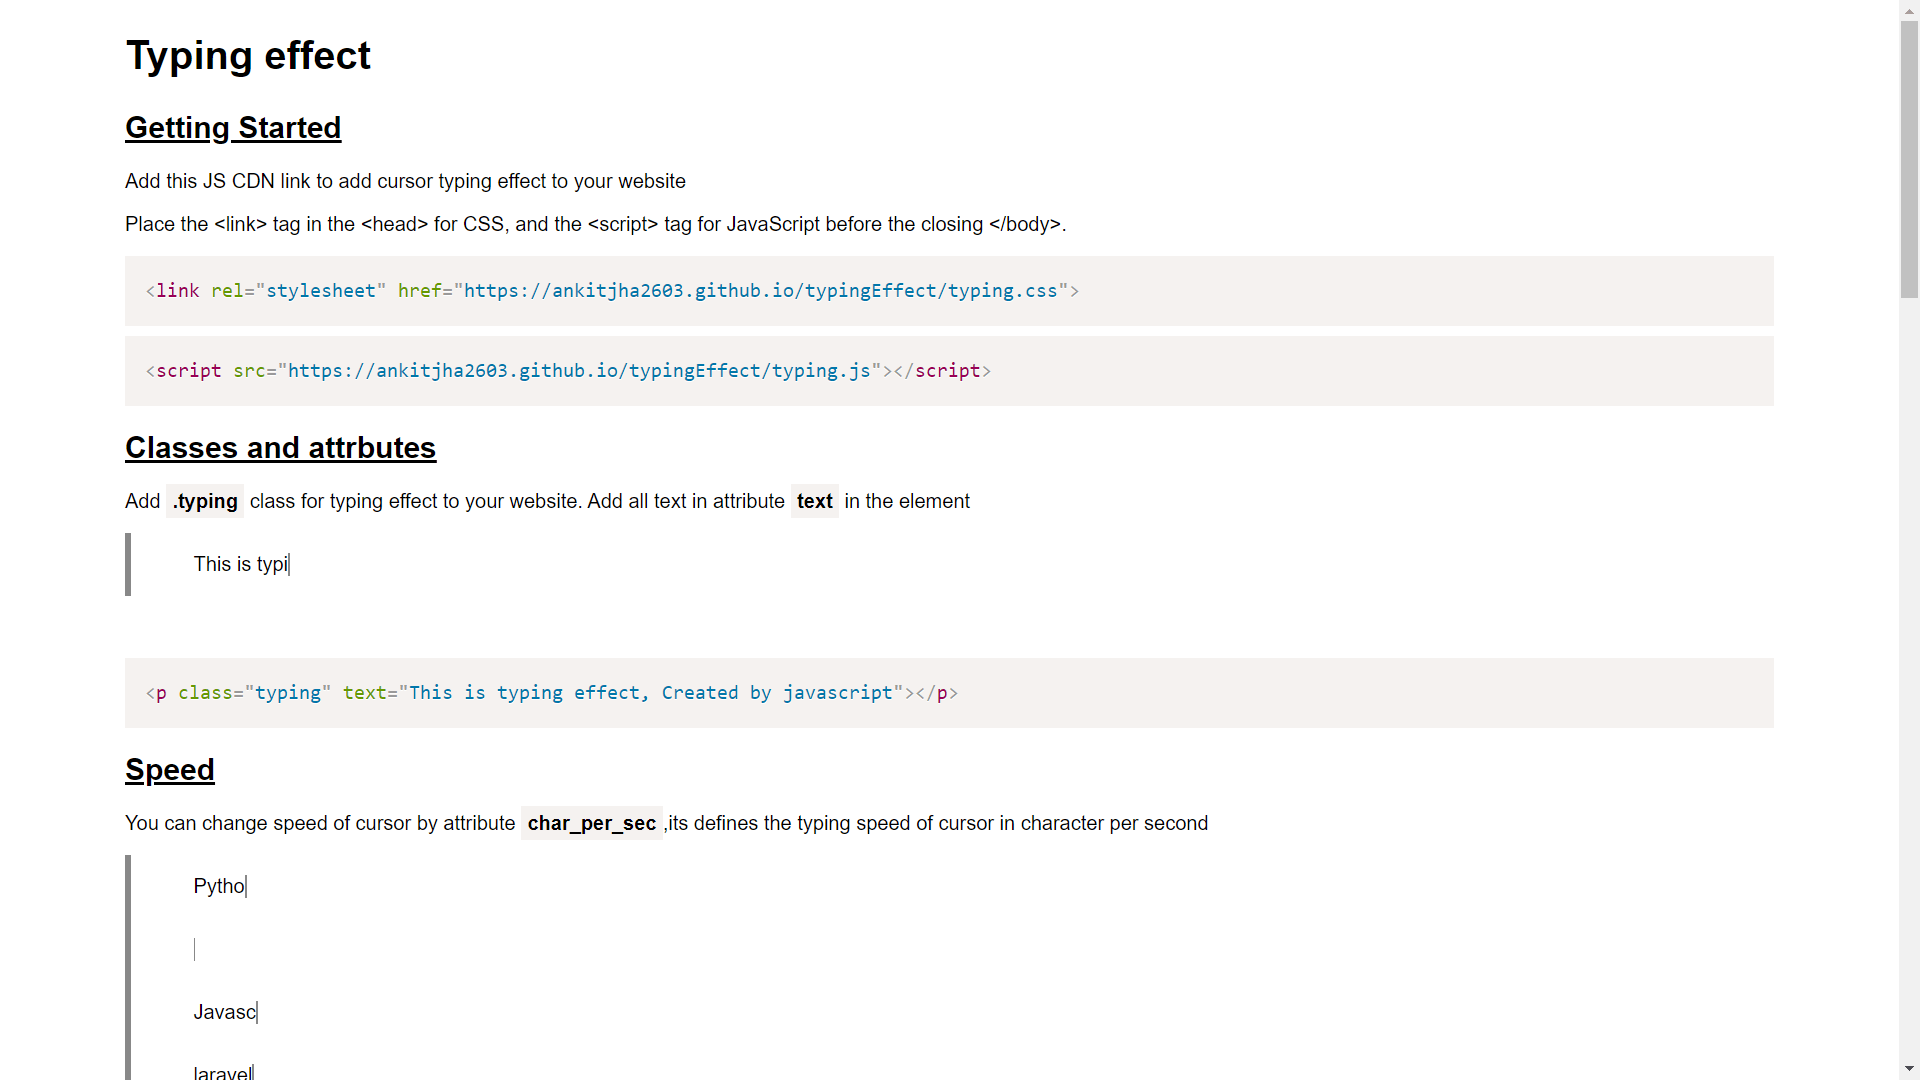 Typing effect
Getting Started
Add this JS CDN link to add cursor typing effect to your website
Place the <link> tag in the <head> for CSS, and the <script> tag for JavaScript before the closing </body>.
<link rel="stylesheet" href="https://ankitjha2603.github.io/typingEffect/typing.css">
<script src="https://ankitjha2603.github.io/typingEffect/typing.js"></script>
Classes and attrbutes
Add .typing class for typing effect to your website. Add all text in attribute text in the element
This is typi
<p class="typing" text="This is typing effect, Created by javascript"></p>
Speed
You can change speed of cursor by attribute char_per_sec ,its defines the typing speed of cursor in character per second
Pytho
Javasc
laravel